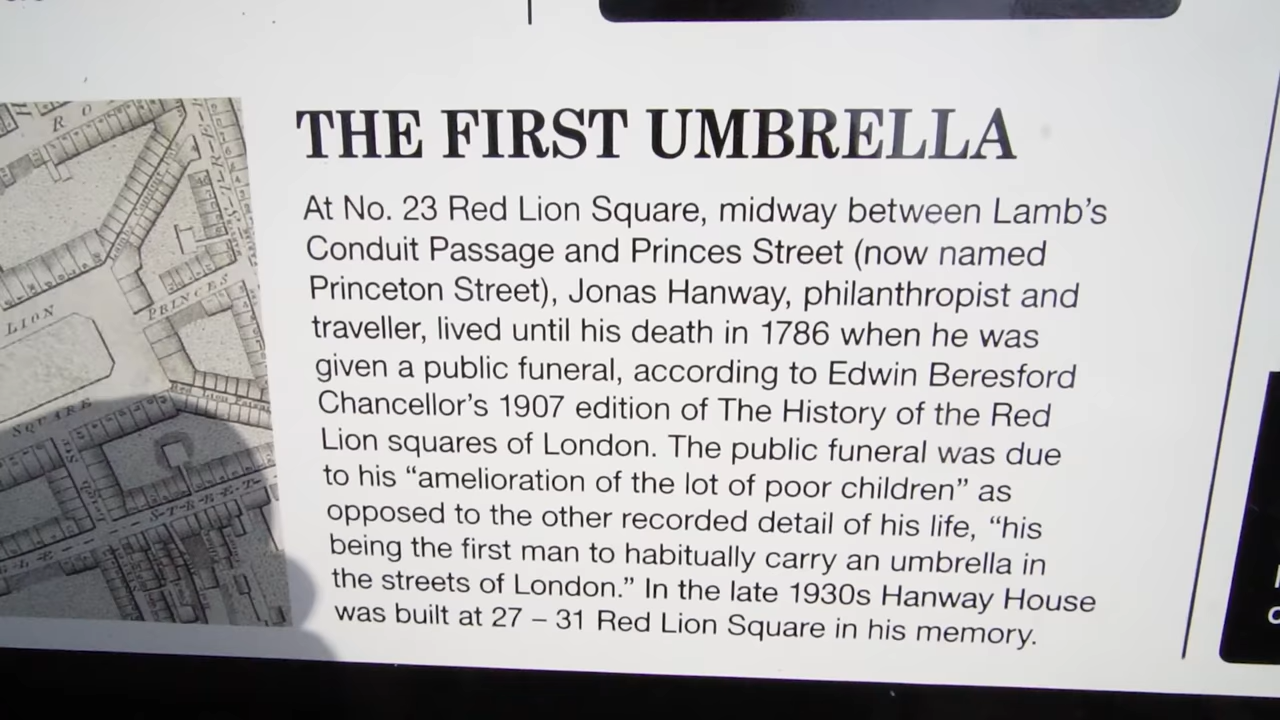 THE FIRST UMBRELLA
At No. 23 Red Lion Square, midway between Lamb's
Conduit Passage and Princes Street (now named
Princeton Street), Jonas Hanway, philanthropist and
traveller, lived until his death in 1786 when he was
given a public funeral, according to Edwin Beresford
Chancellor's 1907 edition of The History of the Red
Lion squares of London. The public funeral was due
to his “amelioration of the lot of poor children” as
opposed to the other recorded detail of his life, “his
being the first man to habitually carry an umbrella in
the streets of London.” In the late 1930s Hanway House
was built at 27 – 31 Red Lion Square in his memory.
LION
PRINCES
SQUARE
STREET